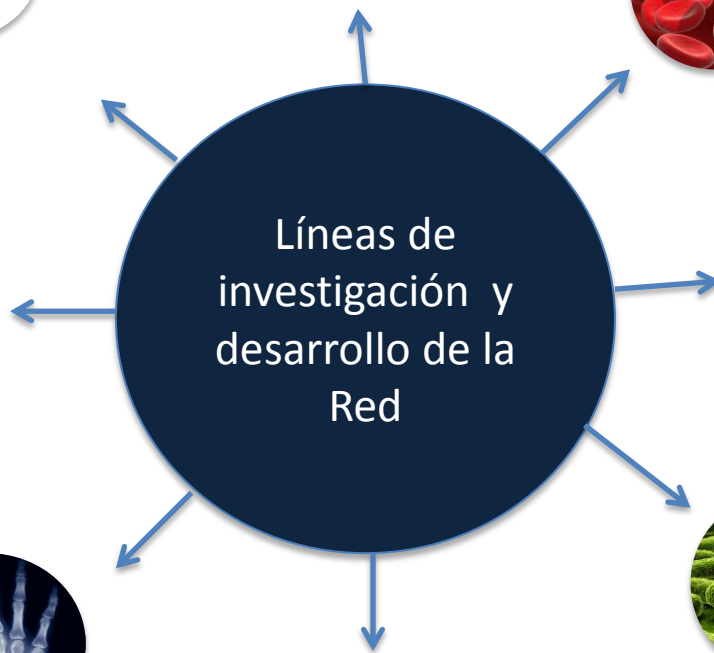 Líneas de
investigación  y
desarrollo de la
Red